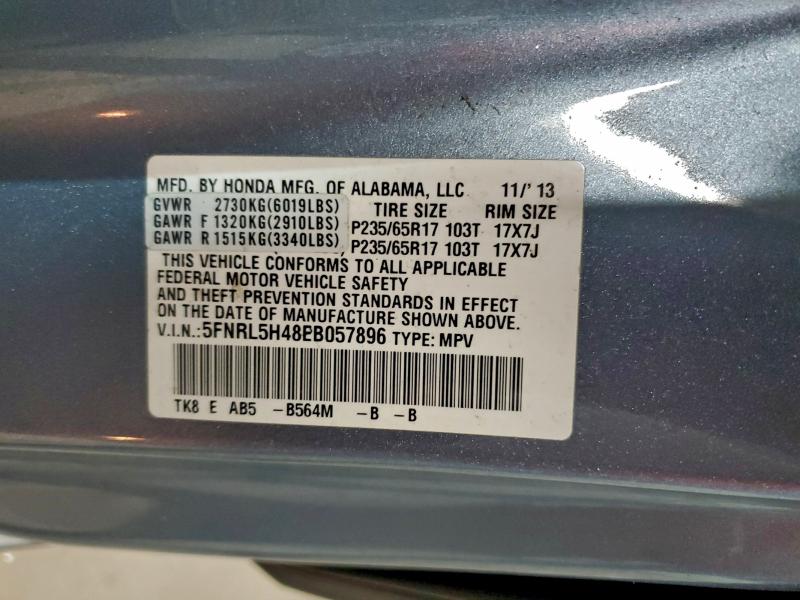 MFD. BY HONDA MFG. OF ALABAMA, LLC 11/'13
GVWR 2730KG(6019LBS) TIRE SIZE RIM SIZE
GAWR F 1320KG(2910LBS) P235/65R17 103T 17X7J
GAWR R 1515KG(3340LBS) P235/65R17 103T 17X7J
THIS VEHICLE CONFORMS TO ALL APPLICABLE
FEDERAL MOTOR VEHICLE SAFETY
AND THEFT PREVENTION STANDARDS IN EFFECT
ON THE DATE OF MANUFACTURE SHOWN ABOVE.
V.I.N.:5FNRL5H48EB057896 TYPE: MPV
TK8 E AB5 -B564M -B -B